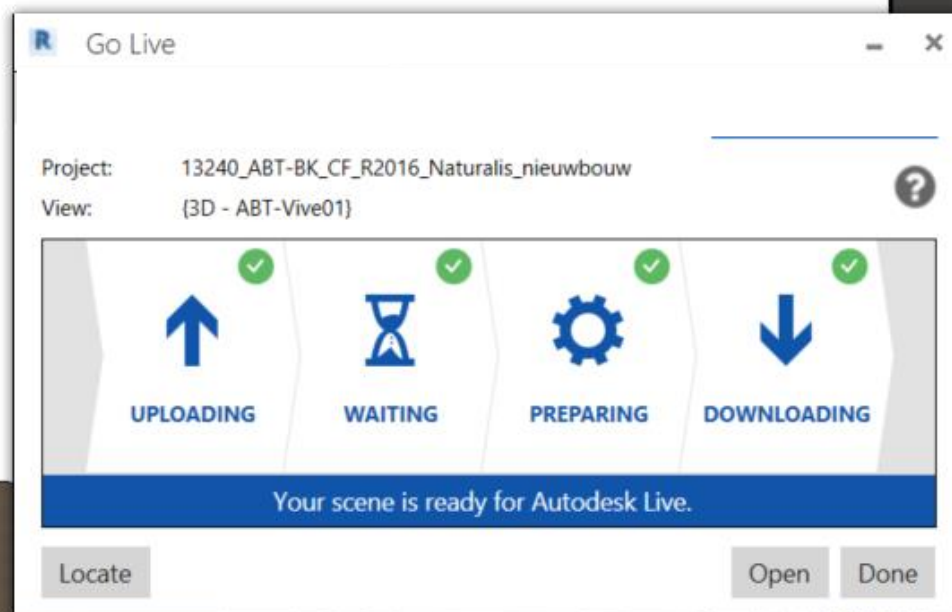 R Go Live
Project: 13240_ABT-BK_CF_R2016_Naturalis_nieuwbouw
View: {3D - ABT-Vive01}
?
UPLOADING WAITING PREPARING DOWNLOADING
Your scene is ready for Autodesk Live.
Locate Open Done